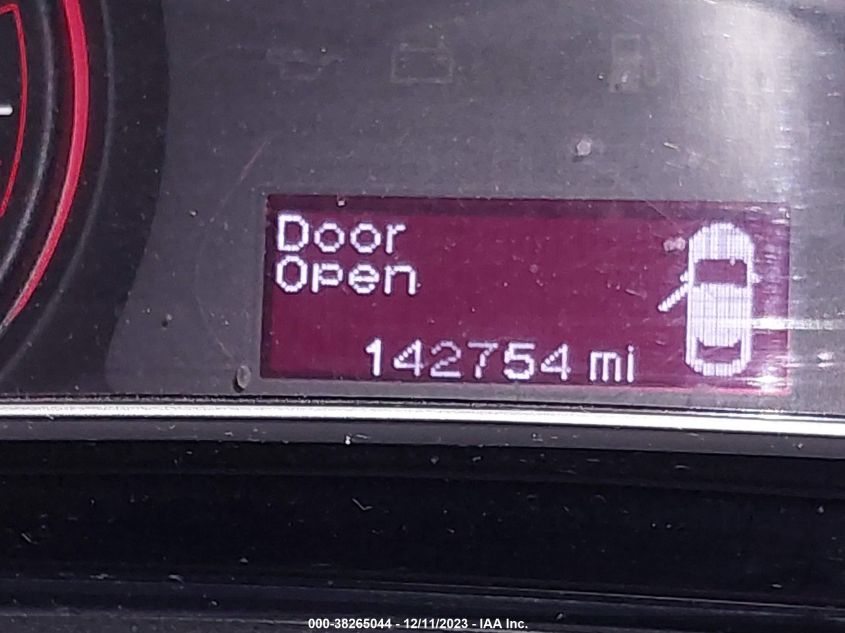 Door
Open
142754 mi
000-38265044 - 12/11/2023 - IAA Inc.